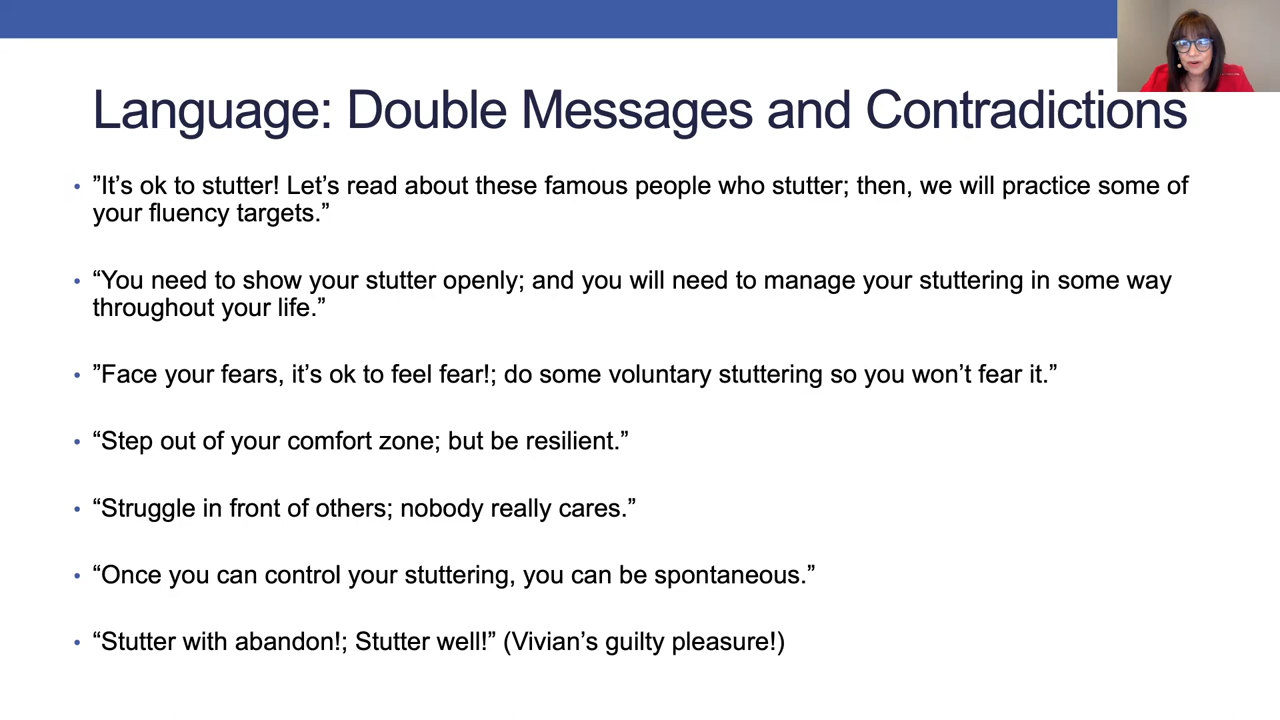 Language: Double Messages and Contradictions
• ”It’s ok to stutter! Let’s read about these famous people who stutter; then, we will practice some of
your fluency targets.”
• “You need to show your stutter openly; and you will need to manage your stuttering in some way
throughout your life.”
• ”Face your fears, it’s ok to feel fear!; do some voluntary stuttering so you won’t fear it.”
• “Step out of your comfort zone; but be resilient.”
• “Struggle in front of others; nobody really cares.”
• “Once you can control your stuttering, you can be spontaneous.”
• “Stutter with abandon!; Stutter well!” (Vivian’s guilty pleasure!)